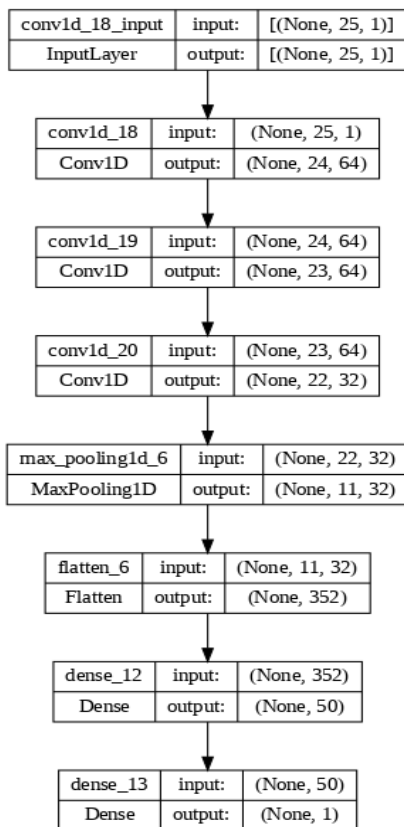 conv1d_18_input input: [(None, 25, 1)]
InputLayer output: [(None, 25, 1)]
conv1d_18 input: (None, 25, 1)
Conv1D output: (None, 24, 64)
conv1d_19 input: (None, 24, 64)
Conv1D output: (None, 23, 64)
conv1d_20 input: (None, 23, 64)
Conv1D output: (None, 22, 32)
max_pooling1d_6 input: (None, 22, 32)
MaxPooling1D output: (None, 11, 32)
flatten_6 input: (None, 11, 32)
Flatten output: (None, 352)
dense_12 input: (None, 352)
Dense output: (None, 50)
dense_13 input: (None, 50)
Dense output: (None, 1)